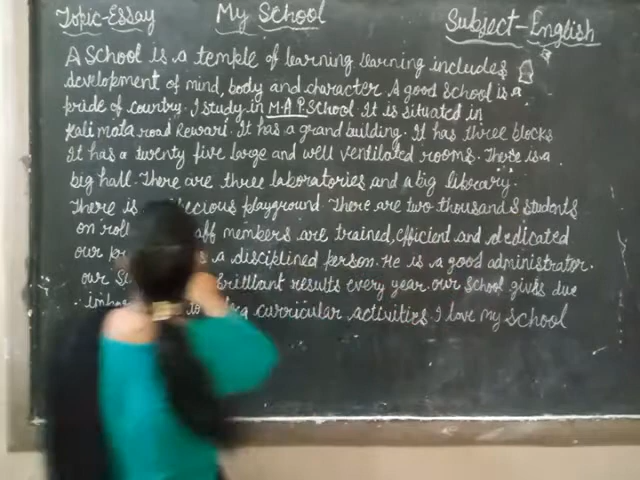 Topic-Essay My School Subject-English
A School is a temple of learning learning includes
development of mind, body and character A good School is a
pride of country. I study in M.A.P. School It is situated in
Kali mata road Rewari. It has a grand building. It has three blocks
It has a twenty five large and well ventilated rooms. There is a
big hall. There are three laboratories and a big library.
There is playground. There are two thousands students
on roll members are trained, efficient and dedicated
our a disciplined person. He is a good administrator.
our brilliant results every year. our school gives due
to curricular activities I love my School